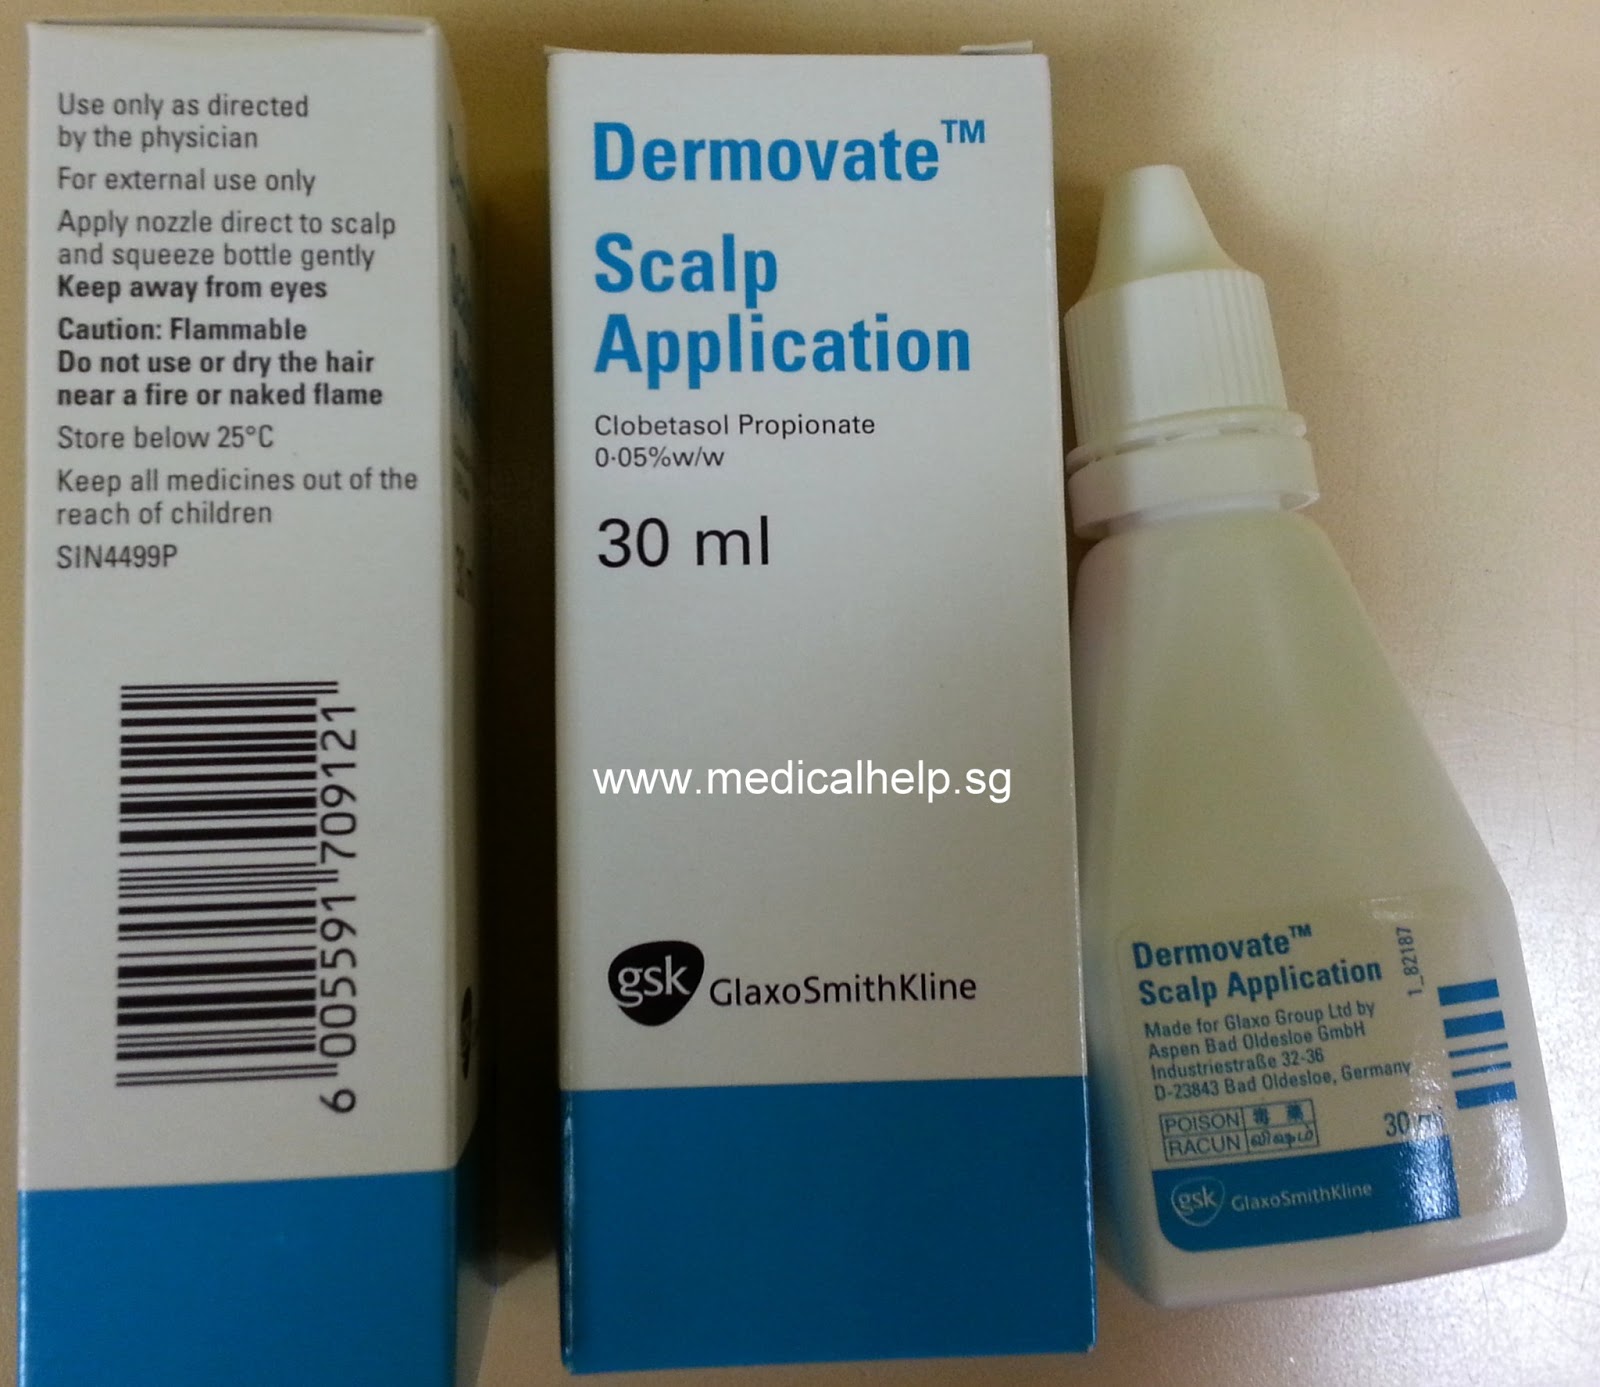 Use only as directed
by the physician
For external use only
Apply nozzle direct to scalp
and squeeze bottle gently
Keep away from eyes
Caution: Flammable
Do not use or dry the hair
near a fire or naked flame
Store below 25°C
Keep all medicines out of the
reach of children
SIN4499P
6 005591 709121
Dermovate™
Scalp
Application
Clobetasol Propionate
0·05%w/w
30 ml
www.medicalhelp.sg
gsk GlaxoSmithKline
Dermovate™
Scalp Application
1_82187
Made for Glaxo Group Ltd by
Aspen Bad Oldesloe GmbH
Industriestraße 32-36
D-23843 Bad Oldesloe, Germany
POISON 毒 藥
RACUN விஷம்
30 ml
gsk GlaxoSmithKline